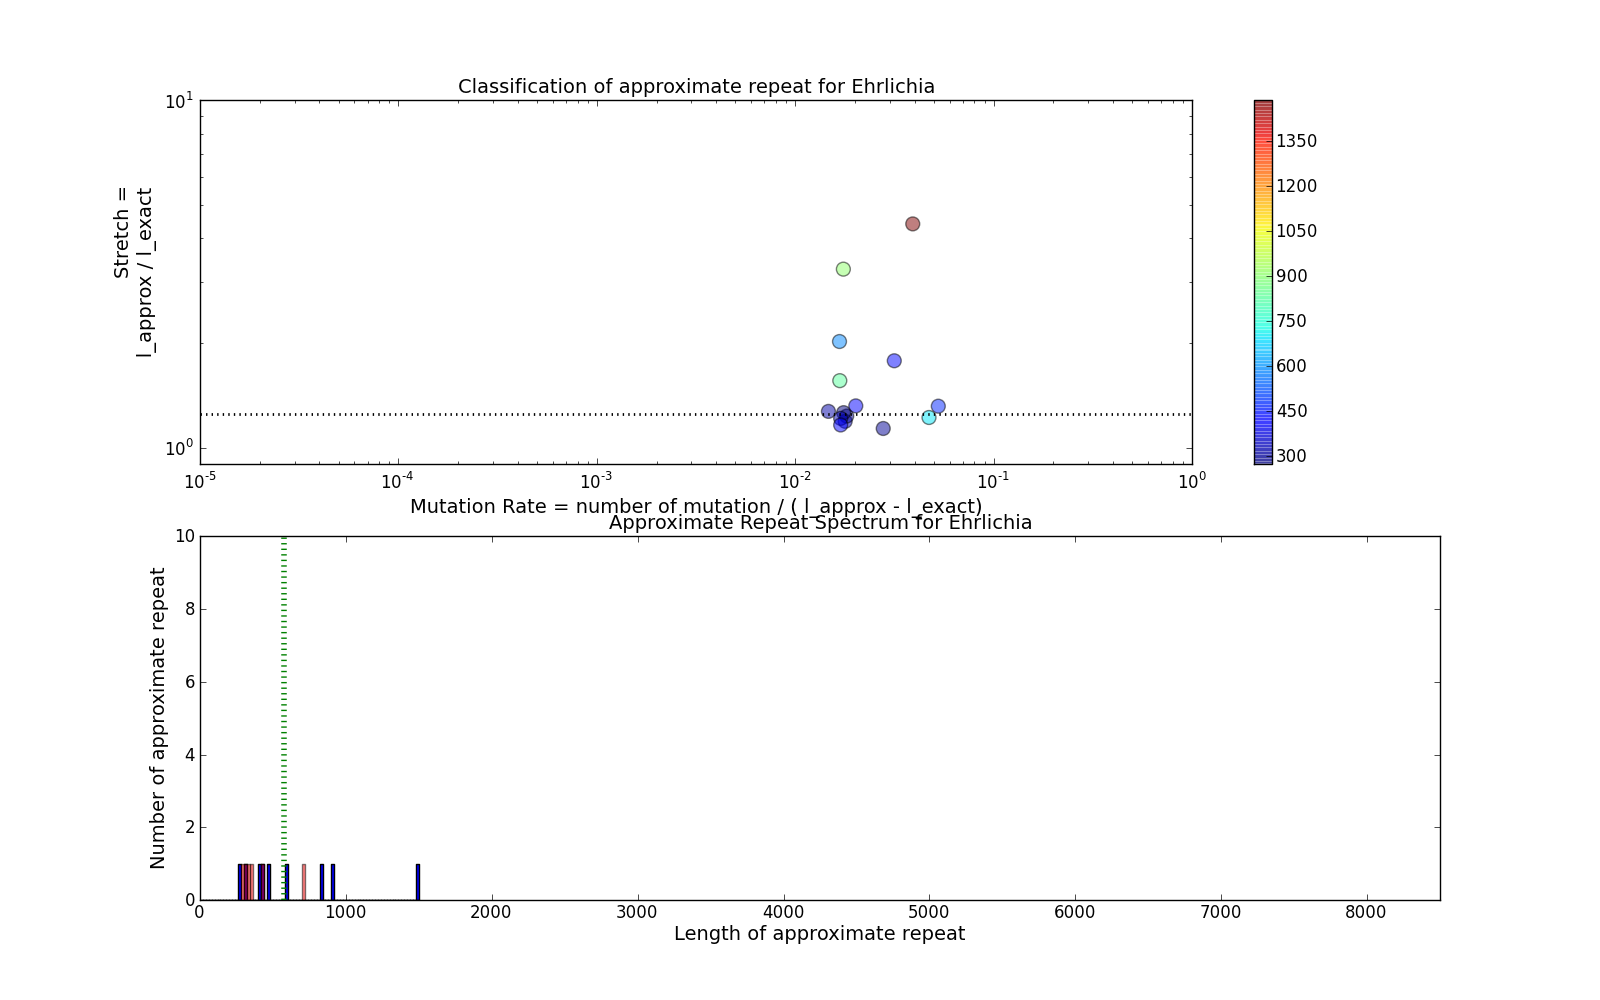 Classification of approximate repeat for Ehrlichia
10^1
10^0
Stretch =
l_approx / l_exact
10^-5 10^-4 10^-3 10^-2 10^-1 10^0
Mutation Rate = number of mutation / ( l_approx - l_exact)
1350
1200
1050
900
750
600
450
300
Approximate Repeat Spectrum for Ehrlichia
10
8
6
4
2
0
Number of approximate repeat
0 1000 2000 3000 4000 5000 6000 7000 8000
Length of approximate repeat